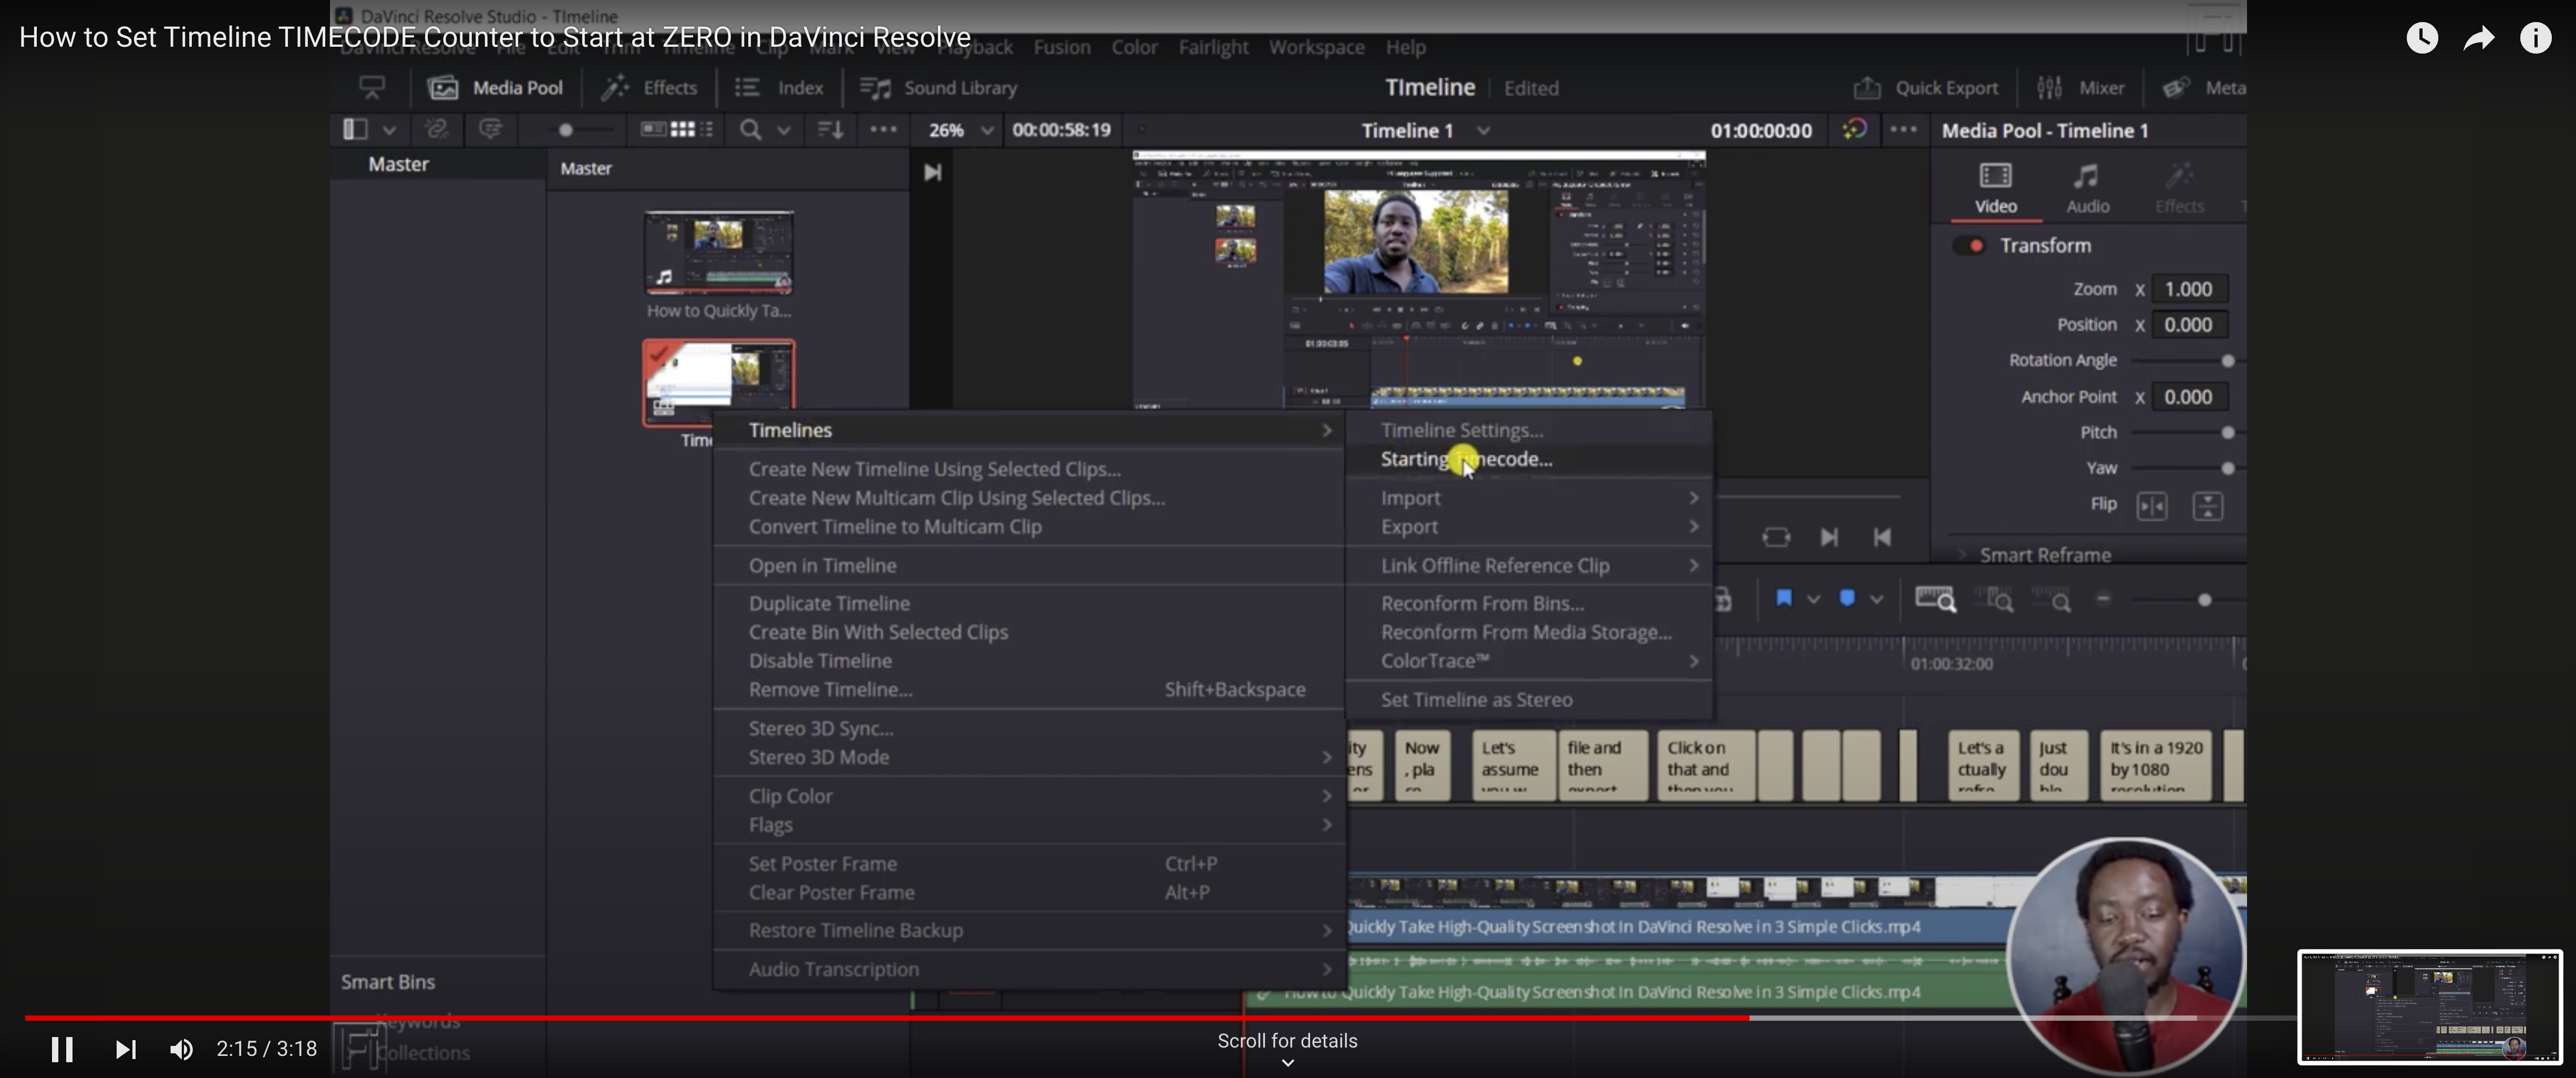 DaVinci Resolve Studio - TImeline
How to Set Timeline TIMECODE Counter to Start at ZERO in DaVinci Resolve
Playback Fusion Color Fairlight Workspace Help
Media Pool Effects Index Sound Library
TImeline Edited
Quick Export Mixer Meta
26% 00:00:58:19 Timeline 1 01:00:00:00 Media Pool - Timeline 1
Master
Master
Video Audio Effects
How to Quickly Ta...
Time
Transform
Zoom X 1.000
Position X 0.000
Rotation Angle
Anchor Point X 0.000
Pitch
Yaw
Flip
Smart Reframe
Timelines
Create New Timeline Using Selected Clips...
Create New Multicam Clip Using Selected Clips...
Convert Timeline to Multicam Clip
Open in Timeline
Duplicate Timeline
Create Bin With Selected Clips
Disable Timeline
Remove Timeline... Shift+Backspace
Stereo 3D Sync...
Stereo 3D Mode
Clip Color
Flags
Set Poster Frame Ctrl+P
Clear Poster Frame Alt+P
Restore Timeline Backup
Audio Transcription
Timeline Settings...
Starting Timecode...
Import
Export
Link Offline Reference Clip
Reconform From Bins...
Reconform From Media Storage...
ColorTrace™
Set Timeline as Stereo
01:00:32:00
Now
, pla
Let's
assume
file and
then
export
Click on
that and
then you
Let's a
ctually
refre
Just
dou
ble
It's in a 1920
by 1080
resolution
Quickly Take High-Quality Screenshot In DaVinci Resolve in 3 Simple Clicks.mp4
How to Quickly Take High-Quality Screenshot In DaVinci Resolve in 3 Simple Clicks.mp4
Smart Bins
Keywords
Collections
2:15 / 3:18
Scroll for details